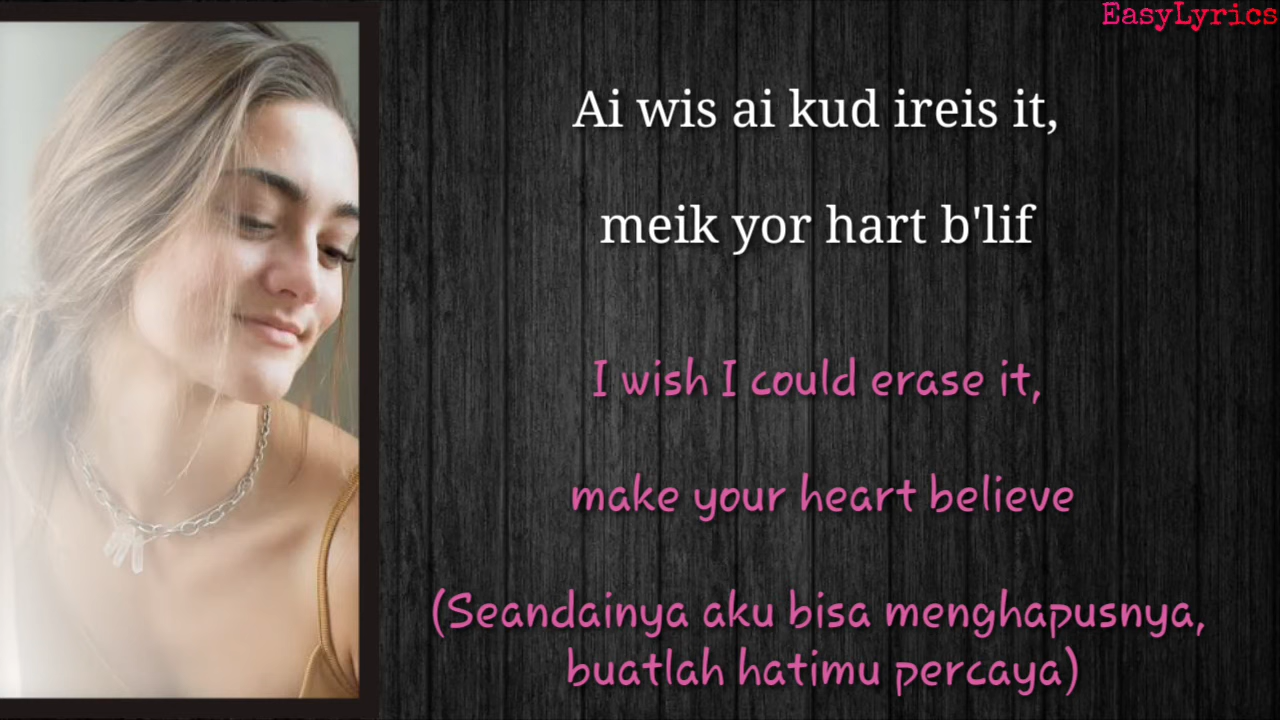 EasyLyrics
Ai wis ai kud ireis it,
meik yor hart b'lif
I wish I could erase it,
make your heart believe
(Seandainya aku bisa menghapusnya,
buatlah hatimu percaya)